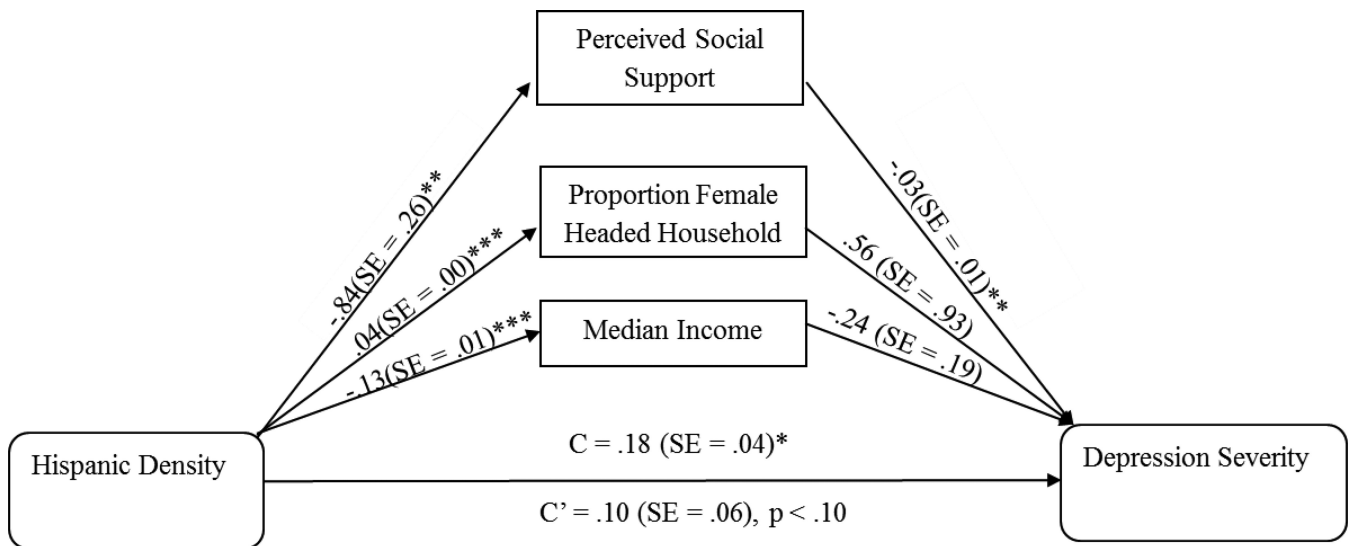 Perceived Social
Support
-.84(SE = .26)**
-.03(SE = .01)**
Proportion Female
Headed Household
.04(SE = .00)***
.56 (SE = .93)
Median Income
-.13(SE = .01)***
-.24 (SE = .19)
Hispanic Density
C = .18 (SE = .04)*
Depression Severity
C’ = .10 (SE = .06), p < .10